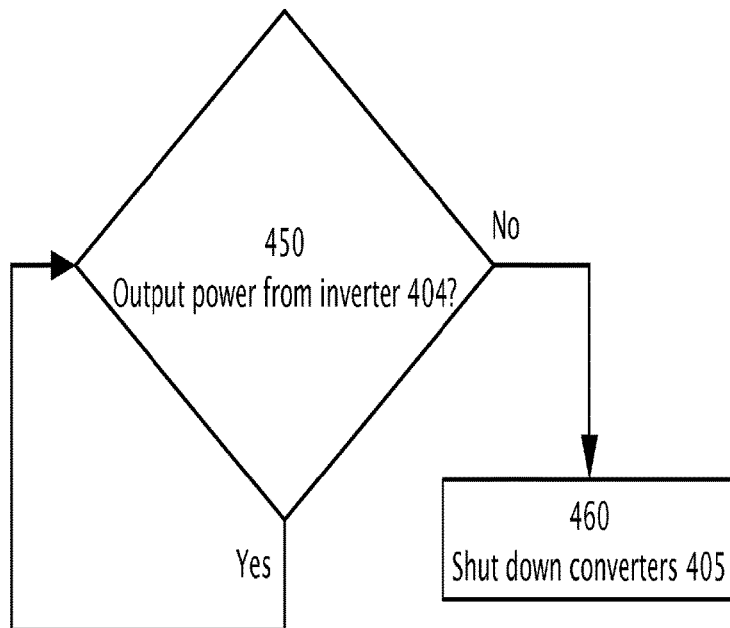 450
Output power from inverter 404?
No
Yes
460
Shut down converters 405